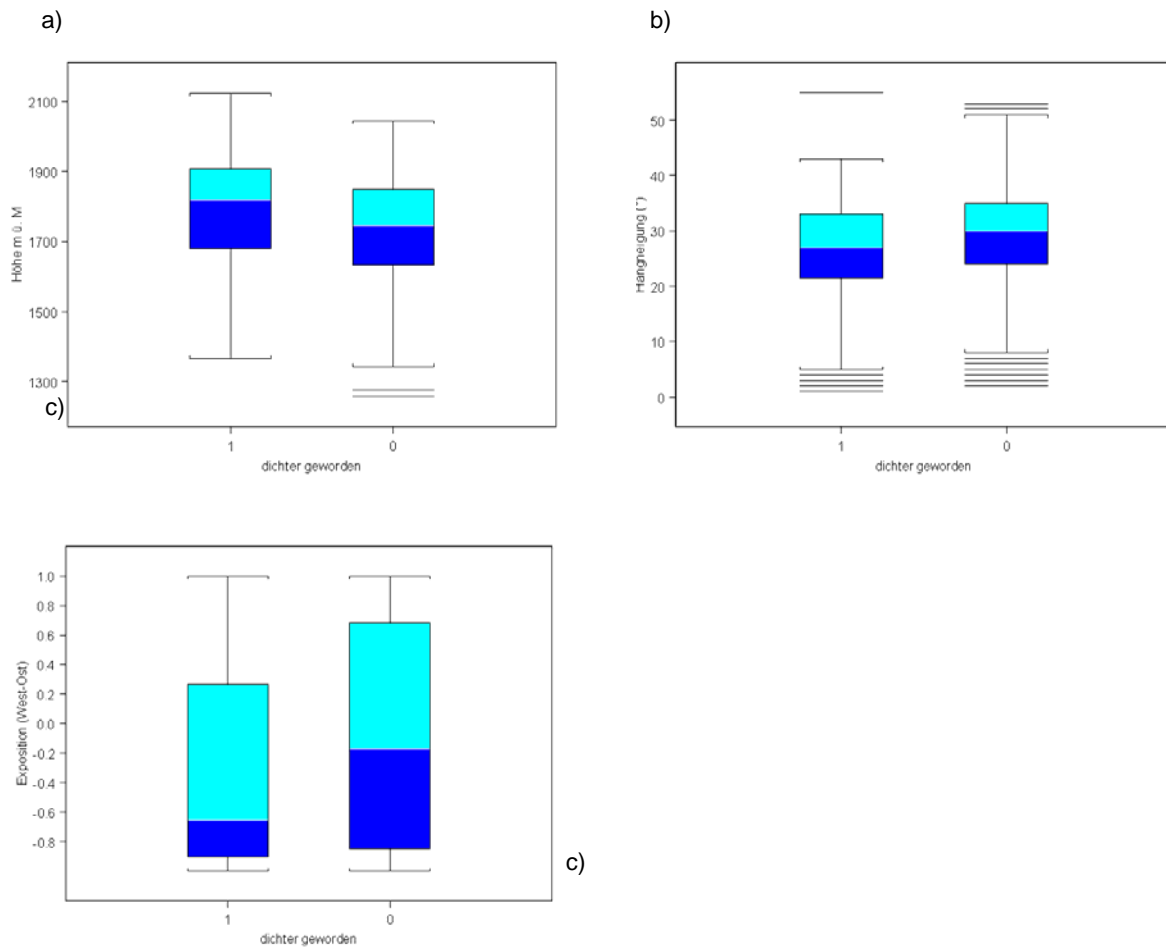 a)
b)
Höhe m ü. M
2100
1900
1700
1500
1300
c)
1 0
dichter geworden
Hangneigung (°)
50
40
30
20
10
0
1 0
dichter geworden
Exposition (West-Ost)
1.0
0.8
0.6
0.4
0.2
0.0
-0.2
-0.4
-0.6
-0.8
c)
1 0
dichter geworden